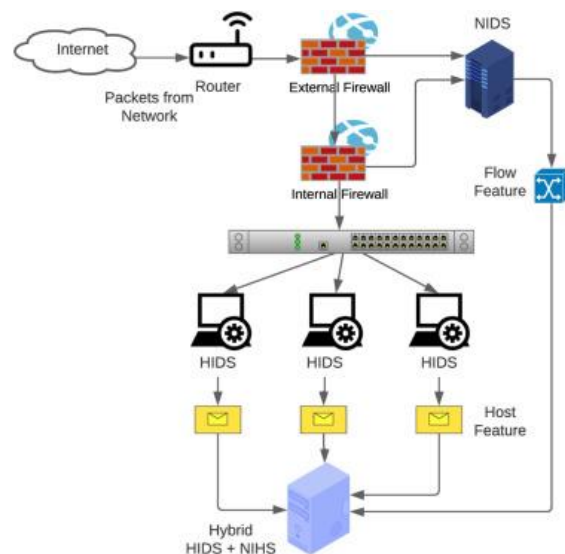 Internet
Router
Packets from
Network
External Firewall
NIDS
Internal Firewall
Flow
Feature
HIDS
HIDS
HIDS
Host
Feature
Hybrid
HIDS + NIHS